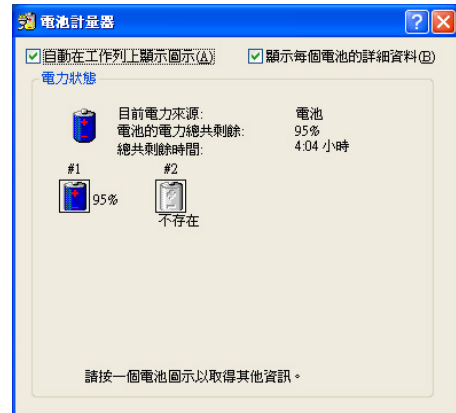 電池計量器
自動在工作列上顯示圖示(A) 顯示每個電池的詳細資料(B)
電力狀態
目前電力來源: 電池
電池的電力總共剩餘: 95%
總共剩餘時間: 4:04 小時
#1 #2
95%
不存在
請按一個電池圖示以取得其他資訊。